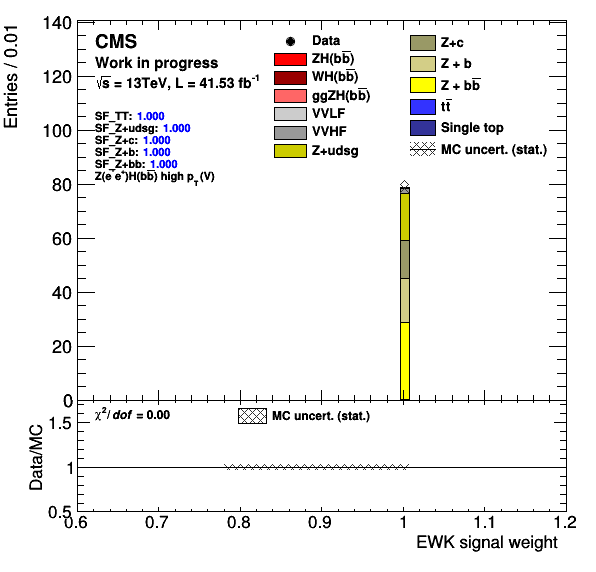 CMS
Work in progress
√s = 13TeV, L = 41.53 fb⁻¹
SF_TT: 1.000
SF_Z+udsg: 1.000
SF_Z+c: 1.000
SF_Z+b: 1.000
SF_Z+bb: 1.000
Z(e⁻e⁺)H(bb̅) high p_T(V)
Data
ZH(bb̅)
WH(bb̅)
ggZH(bb̅)
VVLF
VVHF
Z+udsg
Z+c
Z + b
Z + bb̅
tt̅
Single top
MC uncert. (stat.)
Entries / 0.01
140
120
100
80
60
40
20
0
χ²/dof = 0.00
MC uncert. (stat.)
Data/MC
1.5
1
0.5
0.6
0.7
0.8
0.9
1
1.1
1.2
EWK signal weight